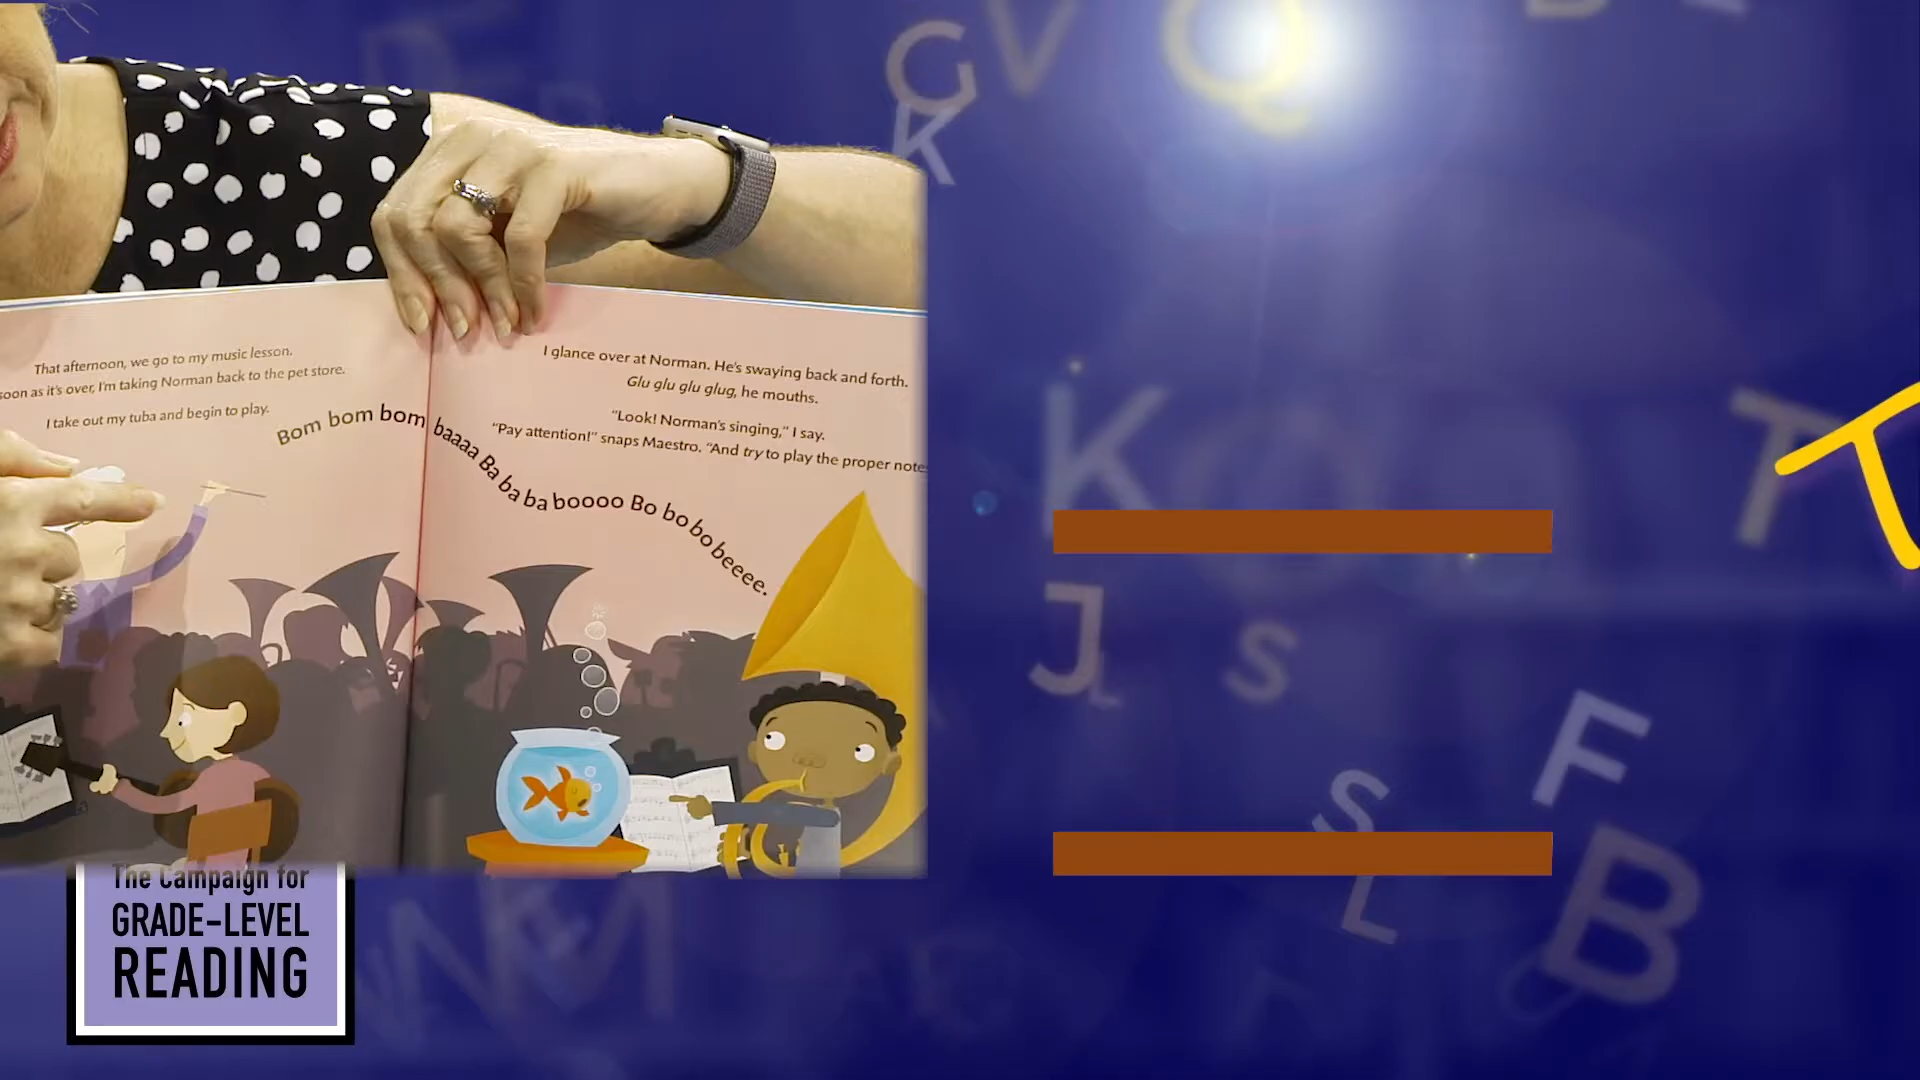 That afternoon, we go to my music lesson.
soon as it's over, I'm taking Norman back to the pet store.
I take out my tuba and begin to play.
Bom bom bom baaaa Ba ba ba boooo Bo bo bo beeee.
I glance over at Norman. He's swaying back and forth.
Glu glu glu glug, he mouths.
"Look! Norman's singing," I say.
"Pay attention!" snaps Maestro. "And try to play the proper note
The Campaign for
GRADE-LEVEL
READING
G
V
Q
K
K
T
T
J
L
S
F
S
B
L